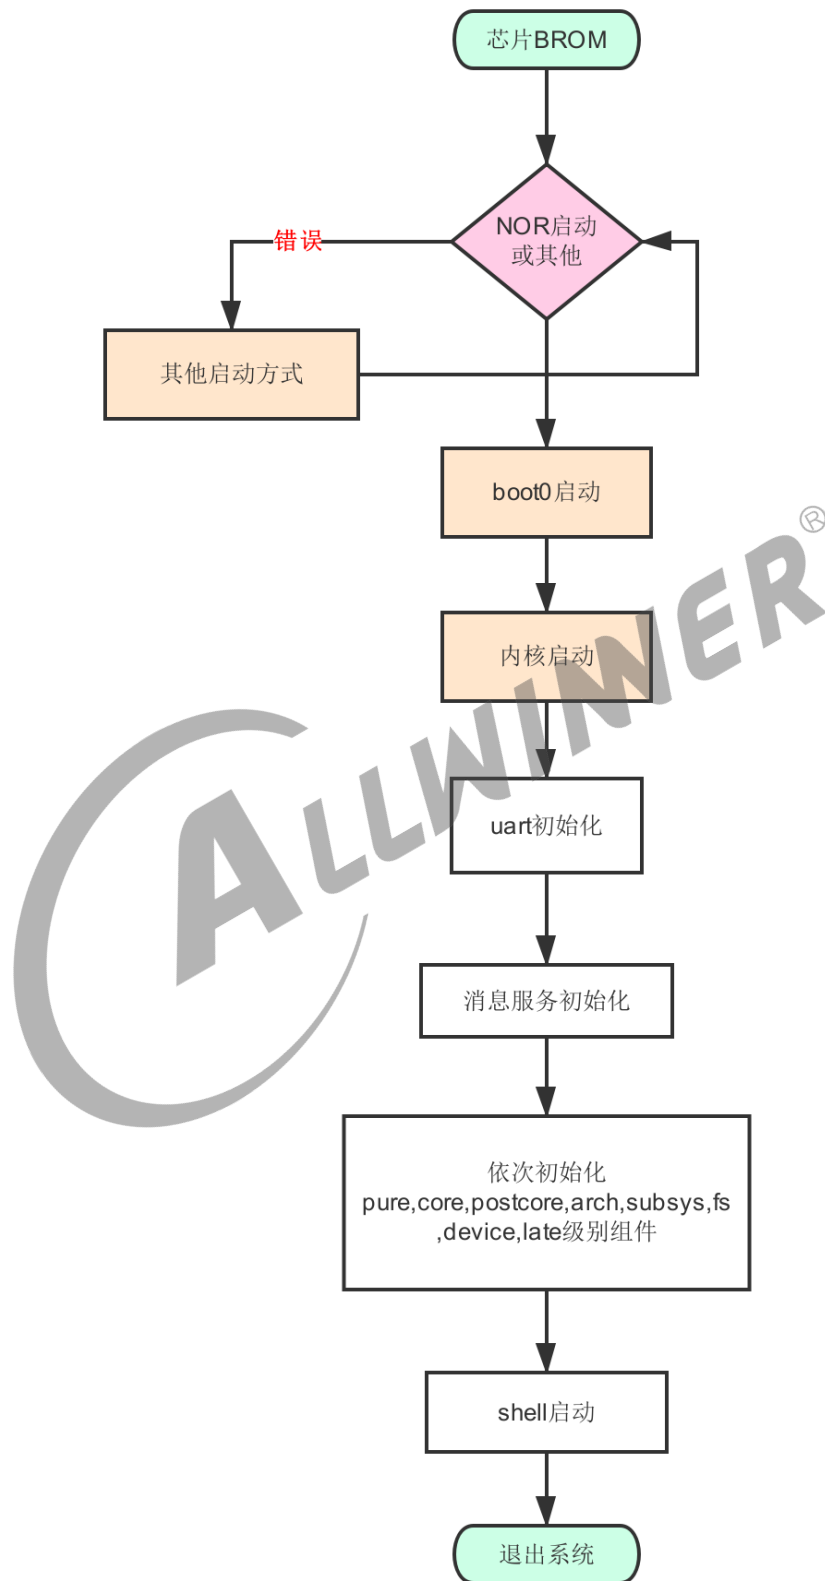 芯片BROM
NOR启动
或其他
错误
其他启动方式
boot0启动
内核启动
uart初始化
消息服务初始化
依次初始化
pure,core,postcore,arch,subsys,fs
,device,late级别组件
shell启动
退出系统
ALLWINNER®